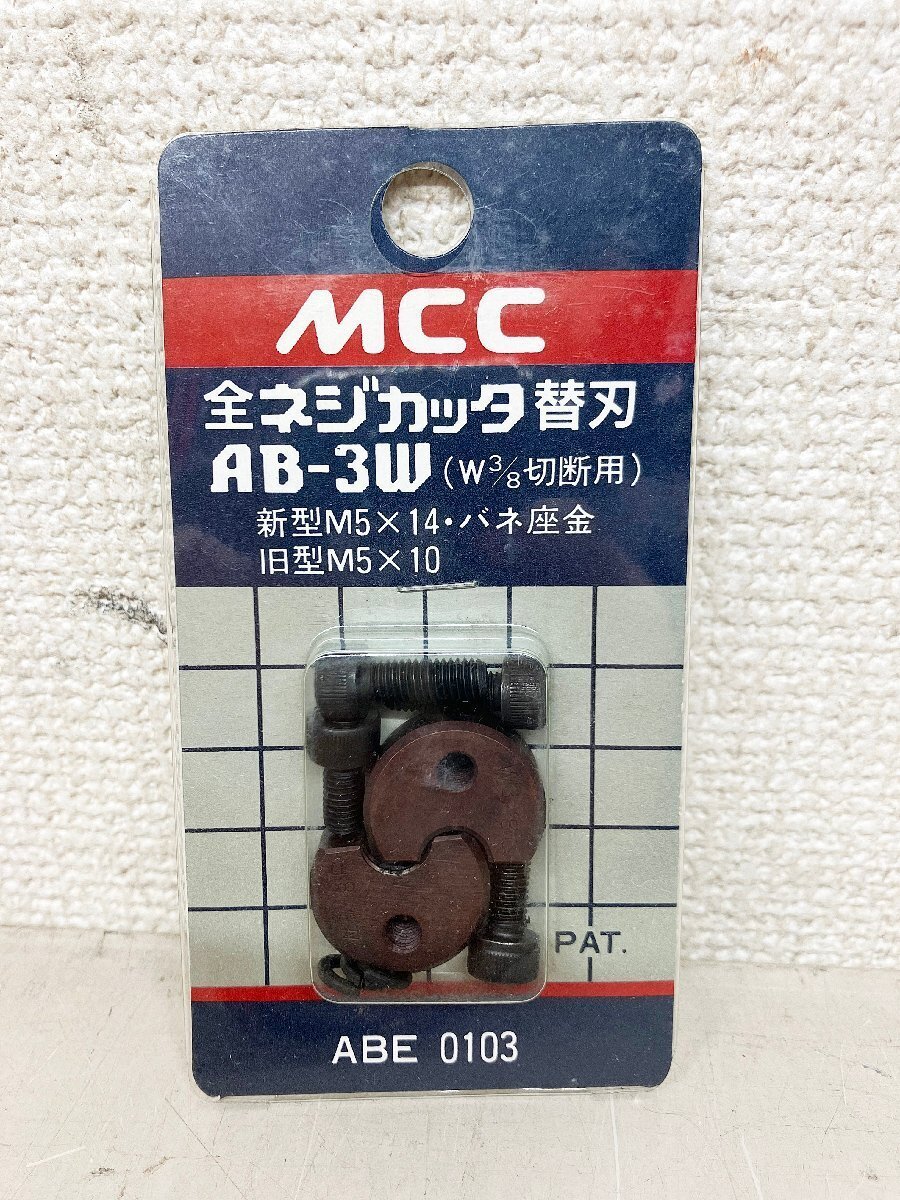 MCC
全ネジカッタ替刃
AB-3W (W3/8切断用)
新型M5×14・バネ座金
旧型M5×10
PAT.
ABE 0103